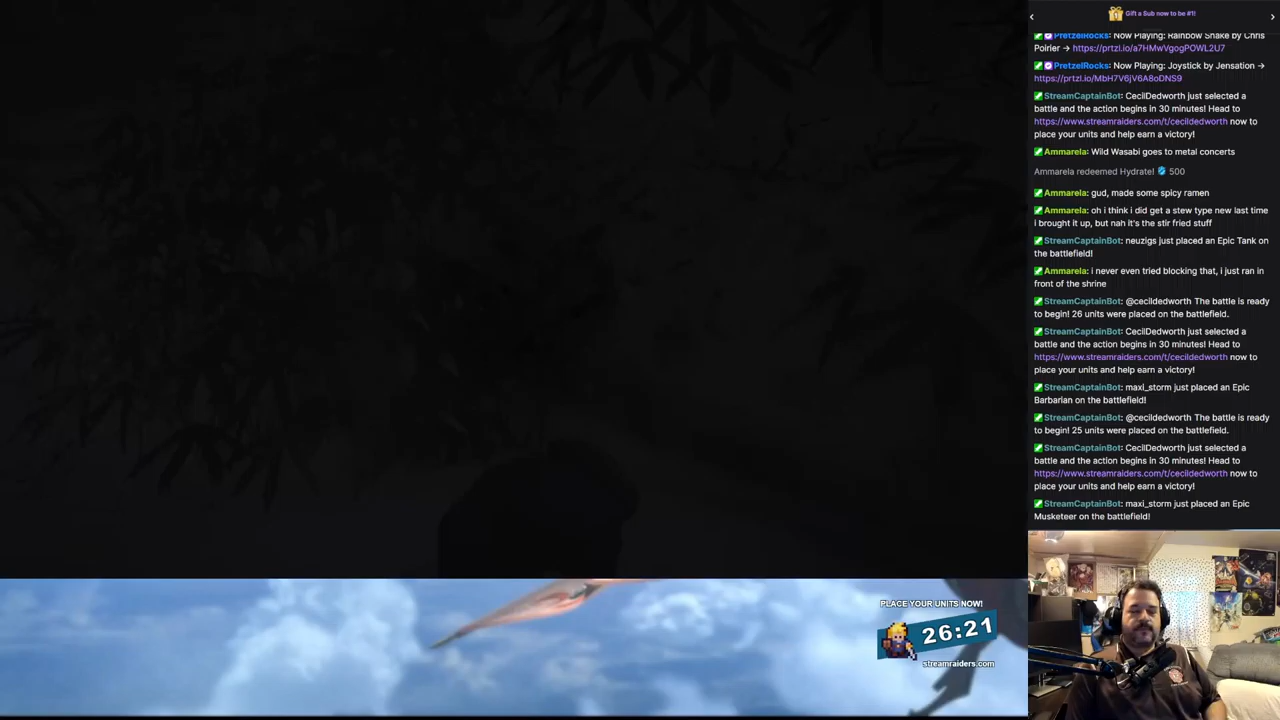 Gift a Sub now to be #1!
PretzelRocks: Now Playing: Rainbow Shake by Chris
Poirier → https://prtzl.io/a7HMwVgogPOWL2U7
PretzelRocks: Now Playing: Joystick by Jensation →
https://prtzl.io/MbH7V6jV6A8oDNS9
StreamCaptainBot: CecilDedworth just selected a
battle and the action begins in 30 minutes! Head to
https://www.streamraiders.com/t/cecildedworth now to
place your units and help earn a victory!
Ammarela: Wild Wasabi goes to metal concerts
Ammarela redeemed Hydrate! 500
Ammarela: gud, made some spicy ramen
Ammarela: oh i think i did get a stew type new last time
i brought it up, but nah it's the stir fried stuff
StreamCaptainBot: neuzigs just placed an Epic Tank on
the battlefield!
Ammarela: i never even tried blocking that, i just ran in
front of the shrine
StreamCaptainBot: @cecildedworth The battle is ready
to begin! 26 units were placed on the battlefield.
StreamCaptainBot: CecilDedworth just selected a
battle and the action begins in 30 minutes! Head to
https://www.streamraiders.com/t/cecildedworth now to
place your units and help earn a victory!
StreamCaptainBot: maxi_storm just placed an Epic
Barbarian on the battlefield!
StreamCaptainBot: @cecildedworth The battle is ready
to begin! 25 units were placed on the battlefield.
StreamCaptainBot: CecilDedworth just selected a
battle and the action begins in 30 minutes! Head to
https://www.streamraiders.com/t/cecildedworth now to
place your units and help earn a victory!
StreamCaptainBot: maxi_storm just placed an Epic
Musketeer on the battlefield!
PLACE YOUR UNITS NOW!
26:21
streamraiders.com